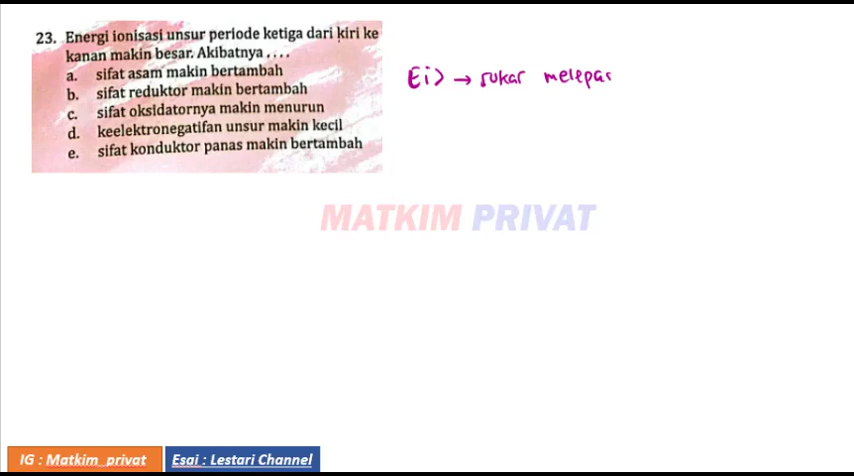 23. Energi ionisasi unsur periode ketiga dari kiri ke
kanan makin besar. Akibatnya ....
a. sifat asam makin bertambah
b. sifat reduktor makin bertambah
c. sifat oksidatornya makin menurun
d. keelektronegatifan unsur makin kecil
e. sifat konduktor panas makin bertambah
Ei> → sukar melepas
MATKIM PRIVAT
IG : Matkim_privat
Esai : Lestari Channel